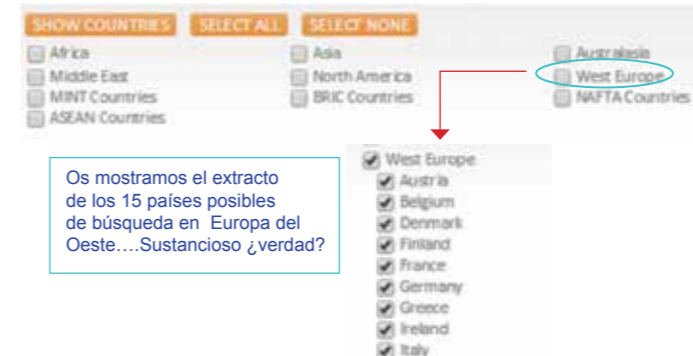 SHOW COUNTRIES SELECT ALL SELECT NONE
Africa Asia Australasia
Middle East North America West Europe
MINT Countries BRIC Countries NAFTA Countries
ASEAN Countries
Os mostramos el extracto
de los 15 países posibles
de búsqueda en Europa del
Oeste….Sustancioso ¿verdad?
West Europe
Austria
Belgium
Denmark
Finland
France
Germany
Greece
Ireland
Italy